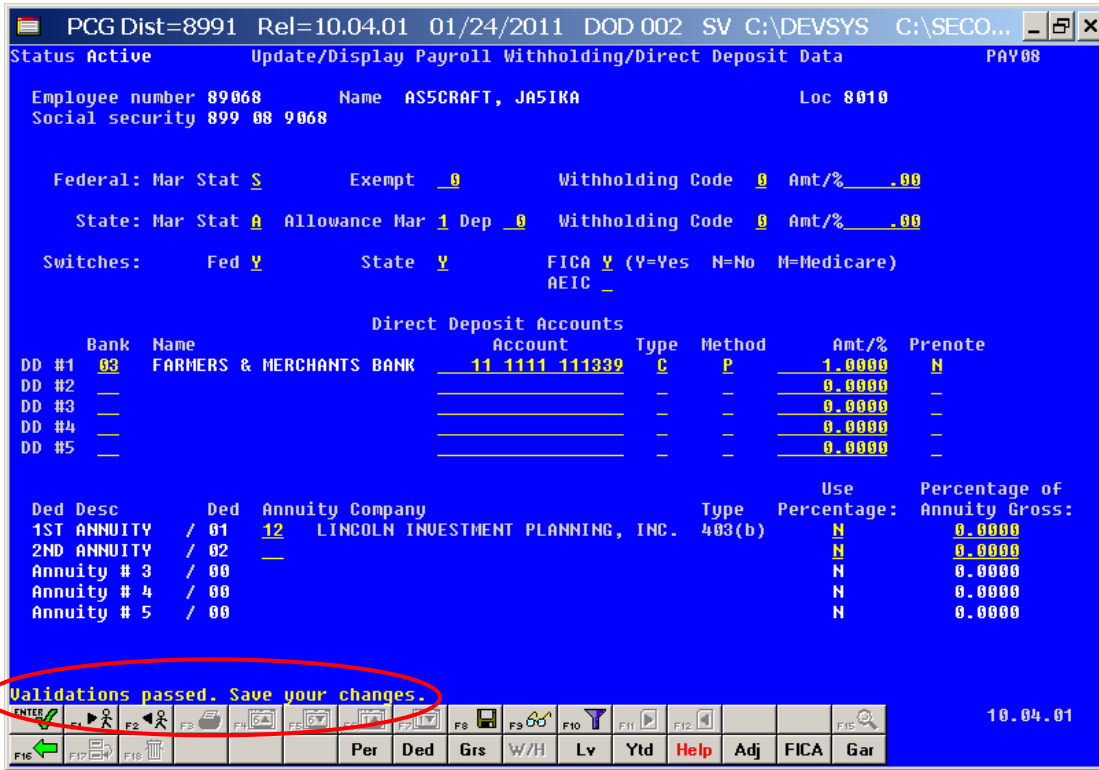 PCG Dist=8991 Rel=10.04.01 01/24/2011 DOD 002 SV C:\DEVSYS C:\SECO...
Status Active Update/Display Payroll Withholding/Direct Deposit Data PAY08
Employee number 89068 Name AS5CRAFT, JA5IKA Loc 8010
Social security 899 08 9068
Federal: Mar Stat S Exempt _0 Withholding Code 0 Amt/%_____.00
State: Mar Stat A Allowance Mar 1 Dep _0 Withholding Code 0 Amt/%_____.00
Switches: Fed Y State Y FICA Y (Y=Yes N=No M=Medicare)
AEIC _
Direct Deposit Accounts
Bank Name Account Type Method Amt/% Prenote
DD #1 03 FARMERS & MERCHANTS BANK 11 1111 111339 C P 1.0000 N
DD #2 0.0000
DD #3 0.0000
DD #4 0.0000
DD #5 0.0000
Use Percentage of
Ded Desc Ded Annuity Company Type Percentage: Annuity Gross:
1ST ANNUITY / 01 12 LINCOLN INVESTMENT PLANNING, INC. 403(b) N 0.0000
2ND ANNUITY / 02 __ N 0.0000
Annuity # 3 / 00 N 0.0000
Annuity # 4 / 00 N 0.0000
Annuity # 5 / 00 N 0.0000
Validations passed. Save your changes.
ENTER F1 F2 F3 F4 F5 F6 F7 F8 F9 F10 F11 F12 F15 10.04.01
F16 F17 F18 Per Ded Grs W/H Lv Ytd Help Adj FICA Gar